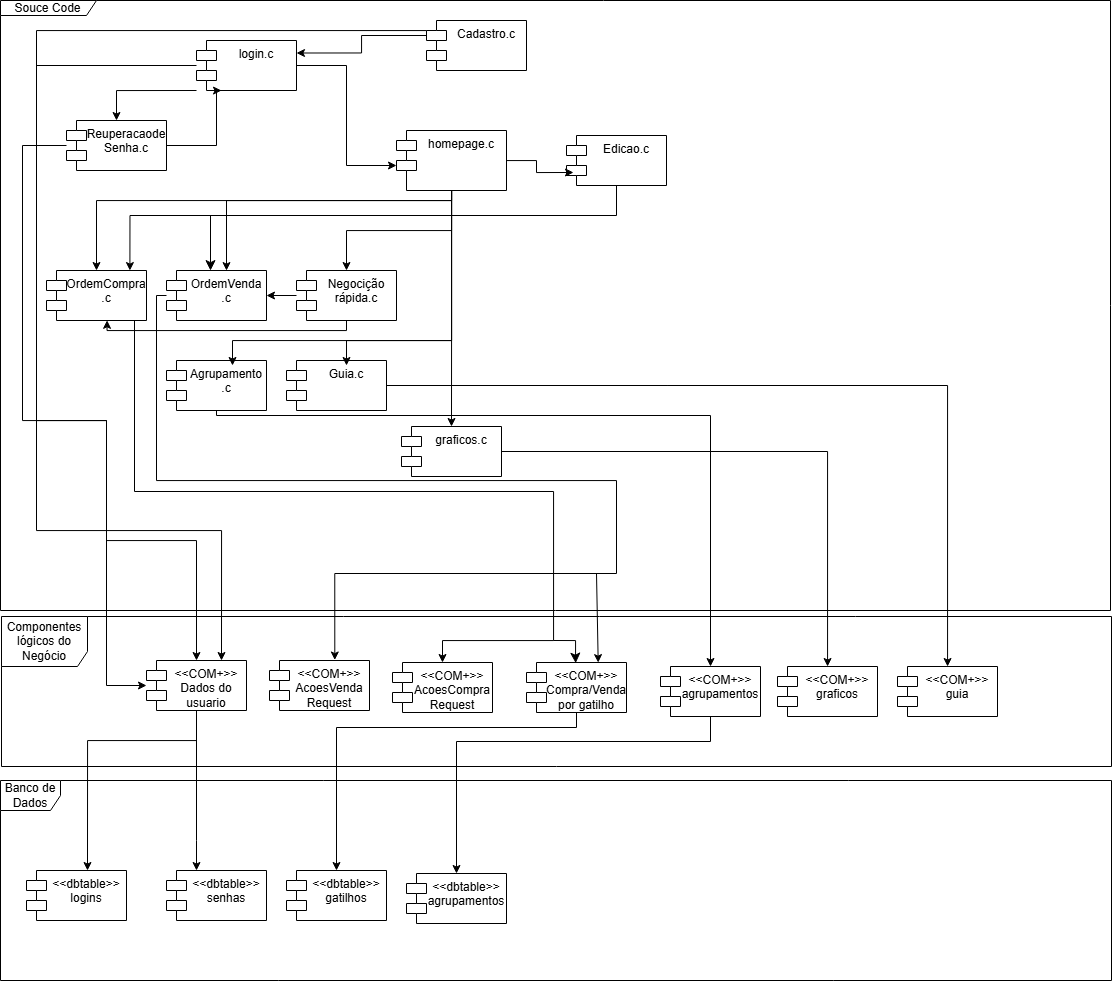 Souce Code
Cadastro.c
login.c
Reuperacaode
Senha.c
homepage.c
Edicao.c
OrdemCompra
.c
OrdemVenda
.c
Negocição
rápida.c
Agrupamento
.c
Guia.c
graficos.c
Componentes
lógicos do
Negócio
<<COM+>>
Dados do
usuario
<<COM+>>
AcoesVenda
Request
<<COM+>>
AcoesCompra
Request
<<COM+>>
Compra/Venda
por gatilho
<<COM+>>
agrupamentos
<<COM+>>
graficos
<<COM+>>
guia
Banco de
Dados
<<dbtable>>
logins
<<dbtable>>
senhas
<<dbtable>>
gatilhos
<<dbtable>>
agrupamentos